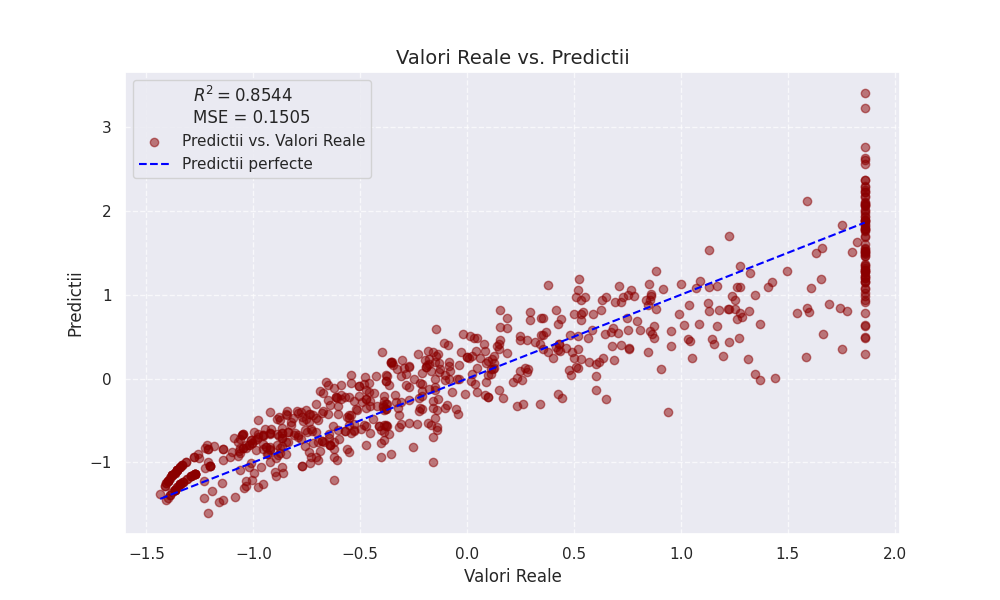 Valori Reale vs. Predictii
R² = 0.8544
MSE = 0.1505
Predictii vs. Valori Reale
Predictii perfecte
Predictii
3
2
1
0
−1
−1.5 −1.0 −0.5 0.0 0.5 1.0 1.5 2.0
Valori Reale